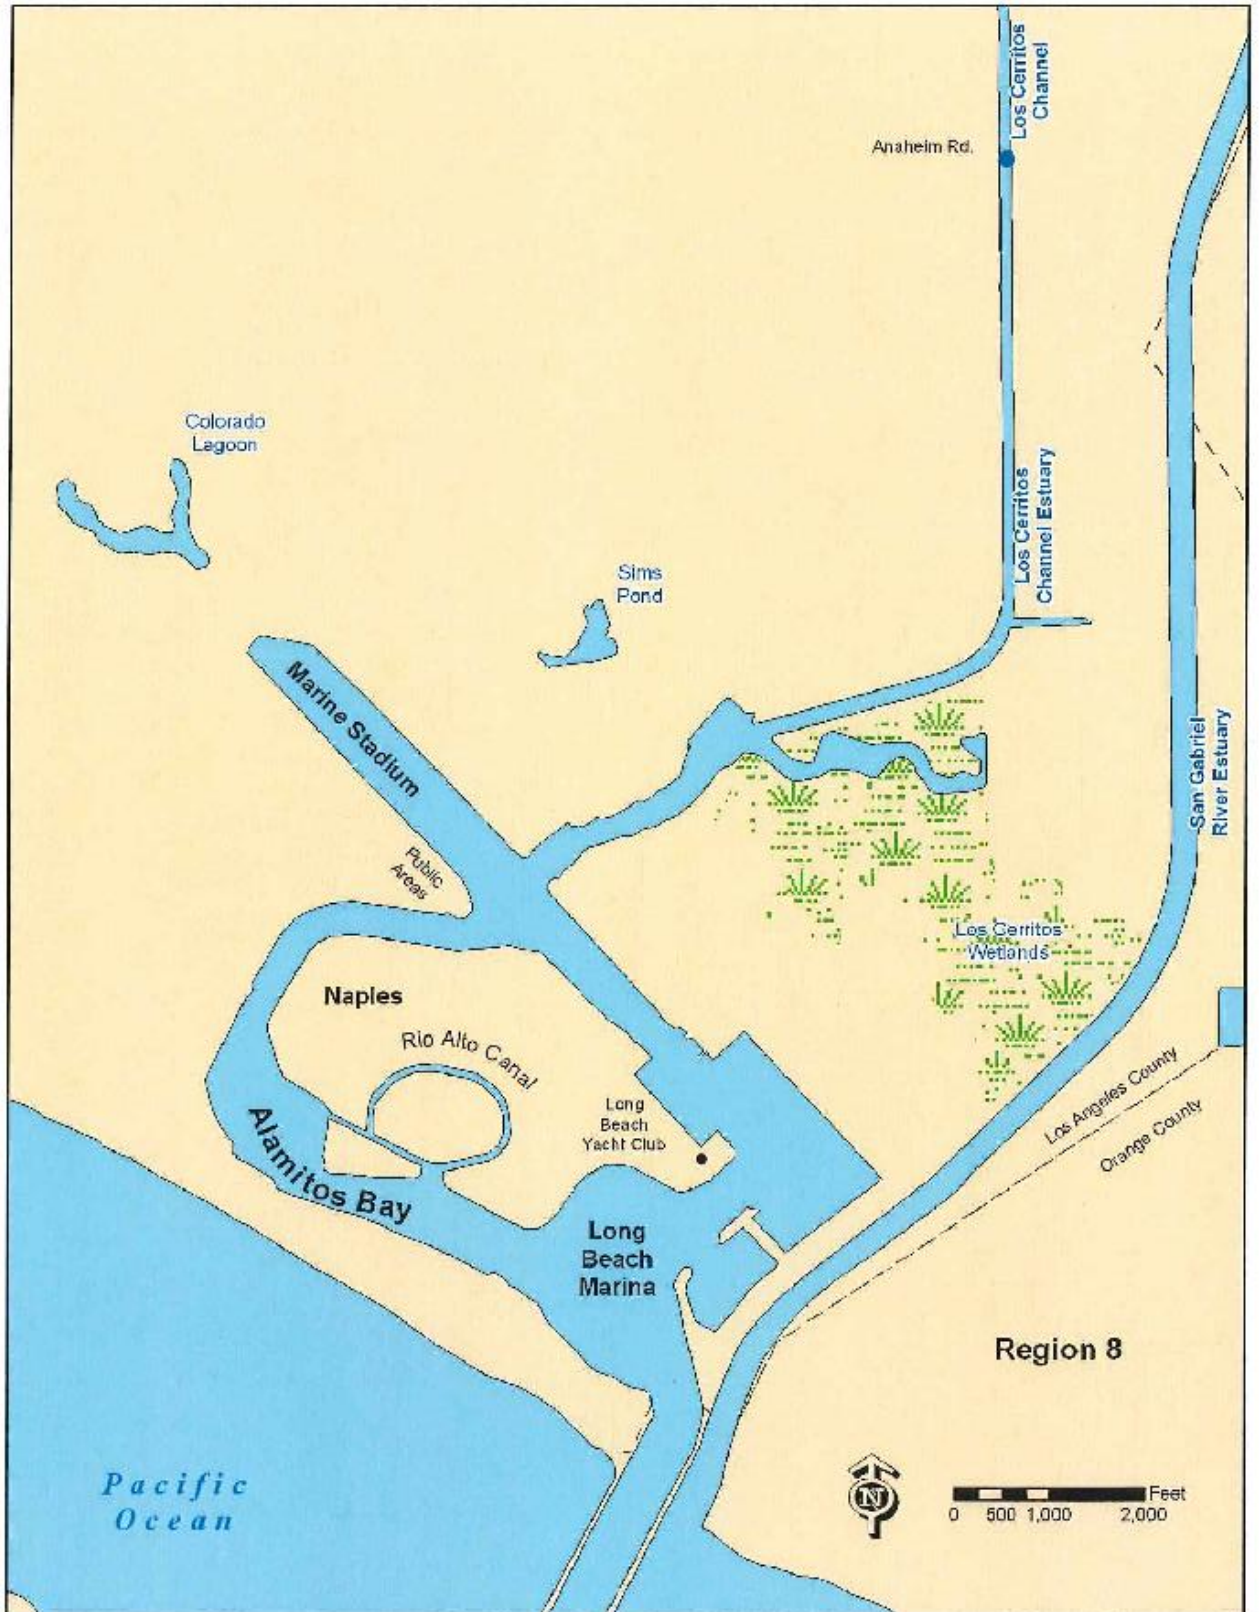 Los Cerritos
Channel
Anaheim Rd.
Colorado
Lagoon
Los Cerritos
Channel Estuary
Sims
Pond
Marine Stadium
San Gabriel
River Estuary
Public
Areas
Los Cerritos
Wetlands
Naples
Rio Alto Canal
Los Angeles County
Orange County
Long
Beach
Yacht Club
Alamitos Bay
Long
Beach
Marina
Region 8
Pacific
Ocean
N
Feet
0 500 1,000 2,000